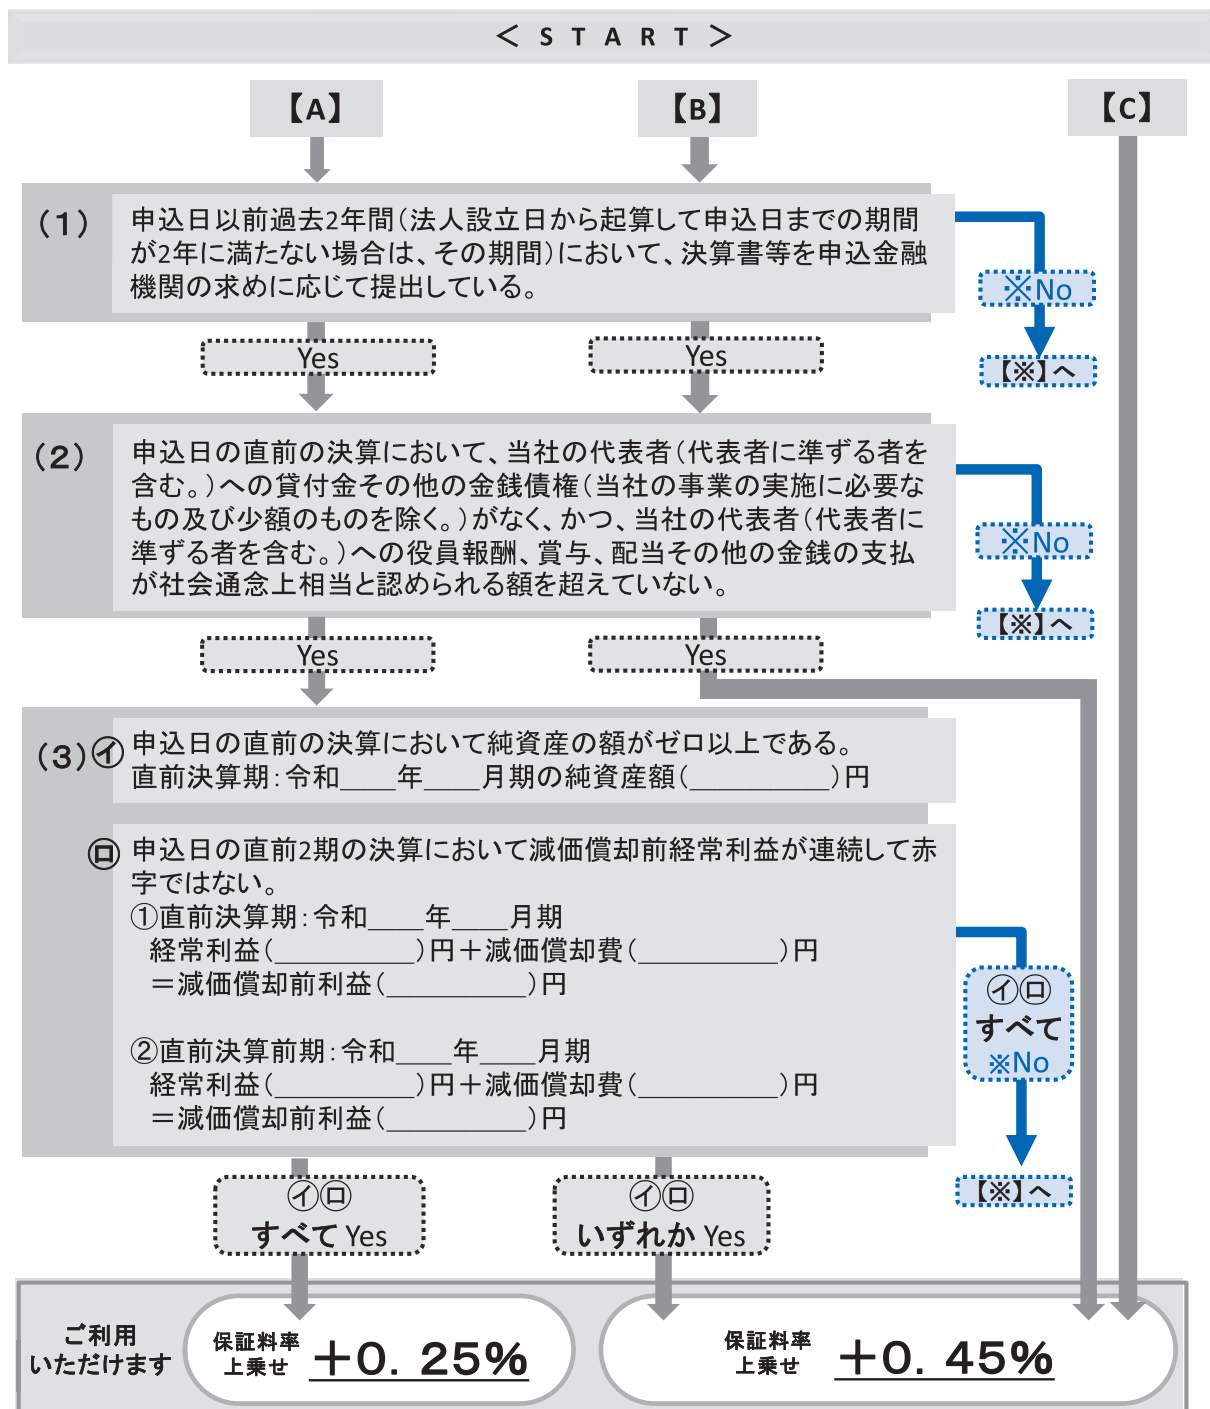 ＜ＳＴＡＲＴ＞
【A】
【B】
【C】
（１）
申込日以前過去2年間（法人設立日から起算して申込日までの期間
が2年に満たない場合は、その期間）において、決算書等を申込金融
機関の求めに応じて提出している。
※No
【※】へ
Yes
Yes
（２）
申込日の直前の決算において、当社の代表者（代表者に準ずる者を
含む。）への貸付金その他の金銭債権（当社の事業の実施に必要な
もの及び少額のものを除く。）がなく、かつ、当社の代表者（代表者に
準ずる者を含む。）への役員報酬、賞与、配当その他の金銭の支払
が社会通念上相当と認められる額を超えていない。
※No
【※】へ
Yes
Yes
（３）㋑
申込日の直前の決算において純資産の額がゼロ以上である。
直前決算期：令和____年____月期の純資産額（__________）円
㋺
申込日の直前2期の決算において減価償却前経常利益が連続して赤
字ではない。
①直前決算期：令和____年____月期
経常利益（__________）円＋減価償却費（__________）円
＝減価償却前利益（__________）円
②直前決算前期：令和____年____月期
経常利益（__________）円＋減価償却費（__________）円
＝減価償却前利益（__________）円
㋑㋺
すべて
※No
【※】へ
㋑㋺
すべて Yes
㋑㋺
いずれか Yes
ご利用
いただけます
保証料率
上乗せ
＋０．２５％
保証料率
上乗せ
＋０．４５％